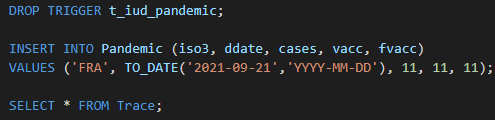 DROP TRIGGER t_iud_pandemic;
INSERT INTO Pandemic (iso3, ddate, cases, vacc, fvacc)
VALUES ('FRA', TO_DATE('2021-09-21','YYYY-MM-DD'), 11, 11, 11);
SELECT * FROM Trace;